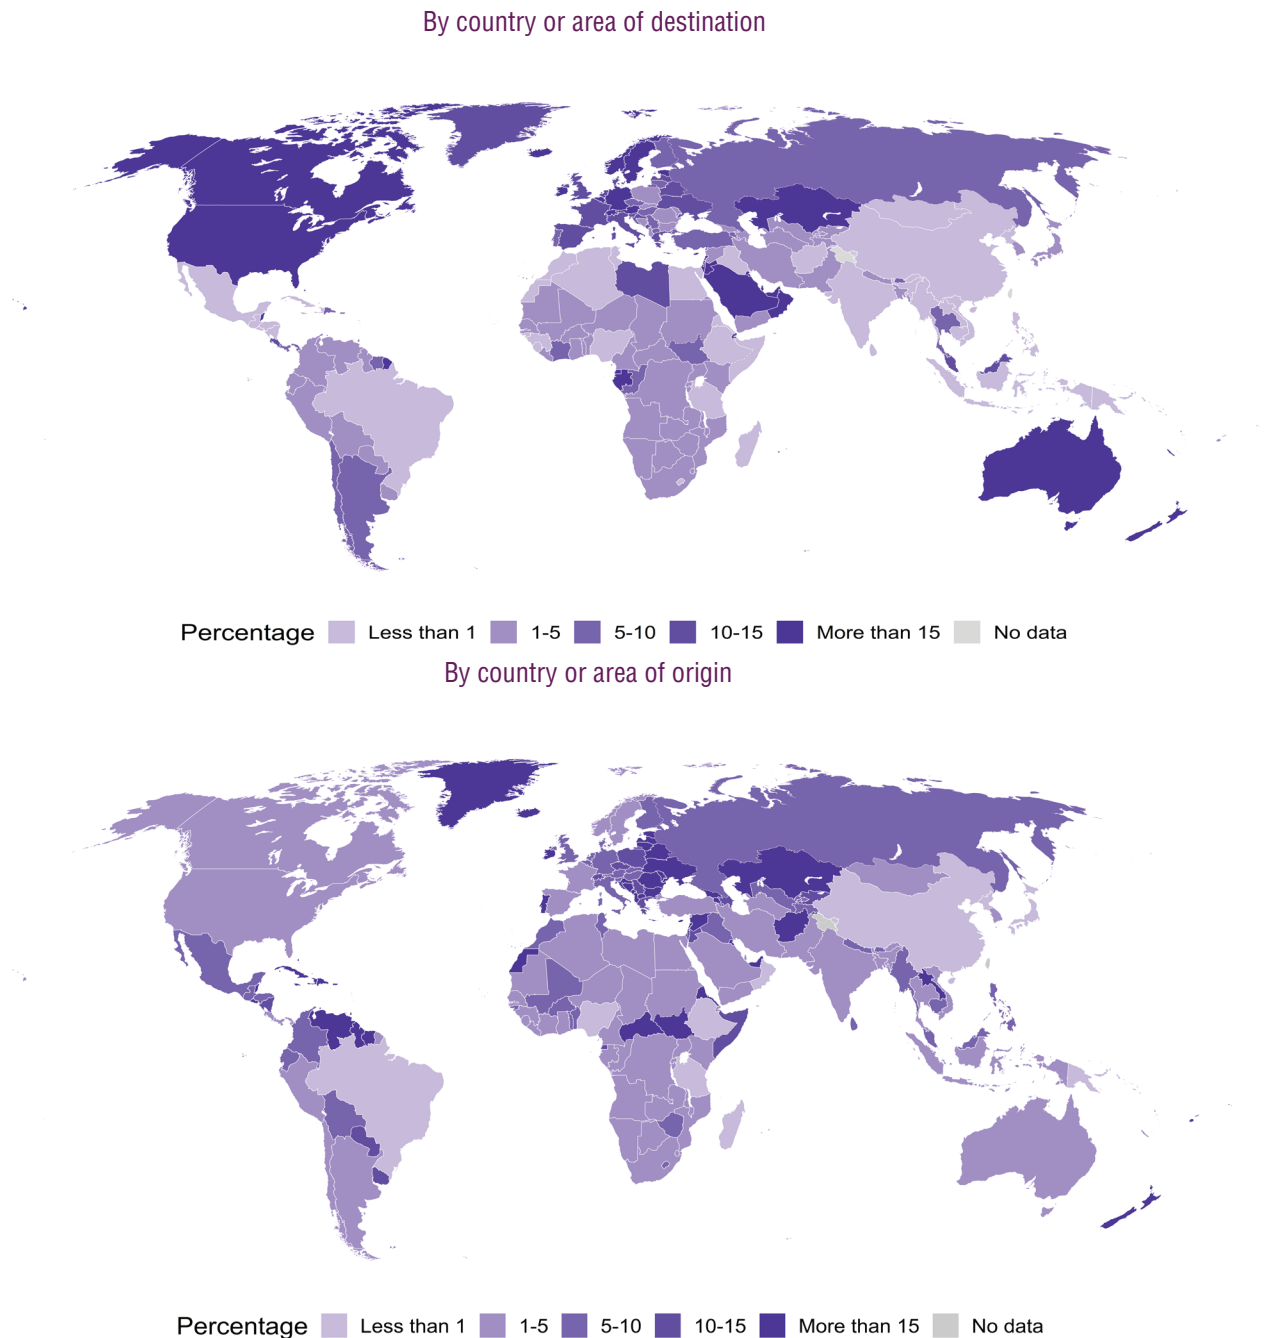 By country or area of destination
Percentage Less than 1 1-5 5-10 10-15 More than 15 No data
By country or area of origin
Percentage Less than 1 1-5 5-10 10-15 More than 15 No data